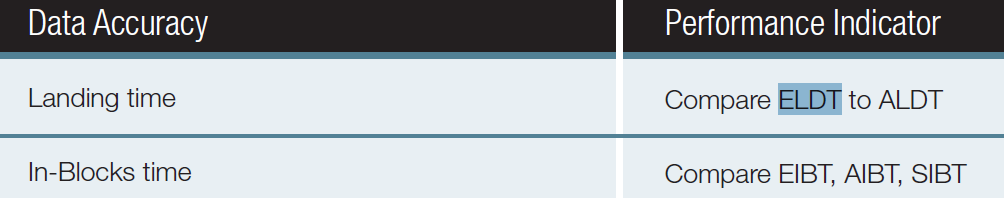 Data Accuracy Performance Indicator
Landing time Compare ELDT to ALDT
In-Blocks time Compare EIBT, AIBT, SIBT